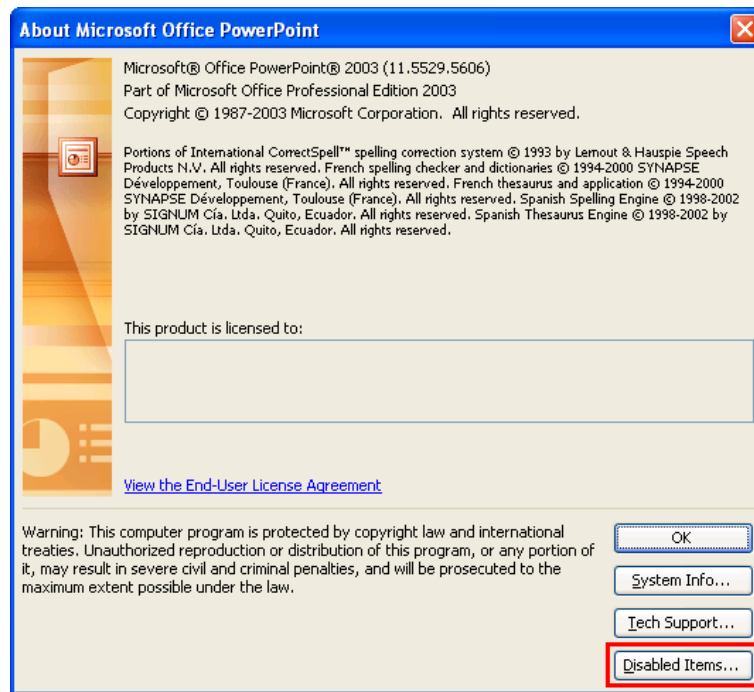 About Microsoft Office PowerPoint
Microsoft® Office PowerPoint® 2003 (11.5529.5606)
Part of Microsoft Office Professional Edition 2003
Copyright © 1987-2003 Microsoft Corporation.  All rights reserved.
Portions of International CorrectSpell™ spelling correction system © 1993 by Lernout & Hauspie Speech
Products N.V. All rights reserved. French spelling checker and dictionaries © 1994-2000 SYNAPSE
Développement, Toulouse (France). All rights reserved. French thesaurus and application © 1994-2000
SYNAPSE Développement, Toulouse (France). All rights reserved. Spanish Spelling Engine © 1998-2002
by SIGNUM Cía. Ltda. Quito, Ecuador. All rights reserved. Spanish Thesaurus Engine © 1998-2002 by
SIGNUM Cía. Ltda. Quito, Ecuador. All rights reserved.
This product is licensed to:
View the End-User License Agreement
Warning: This computer program is protected by copyright law and international
treaties. Unauthorized reproduction or distribution of this program, or any portion of
it, may result in severe civil and criminal penalties, and will be prosecuted to the
maximum extent possible under the law.
OK
System Info...
Tech Support...
Disabled Items...